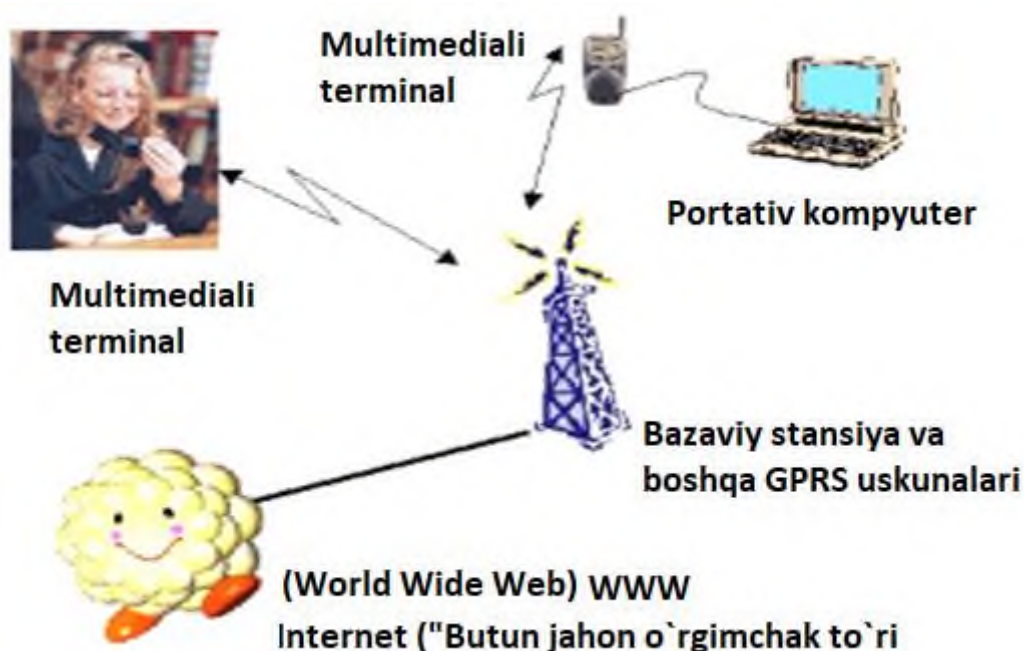 Multimediali
terminal
Portativ kompyuter
Multimediali
terminal
Bazaviy stansiya va
boshqa GPRS uskunalari
(World Wide Web) WWW
Internet ("Butun jahon o`rgimchak to`ri